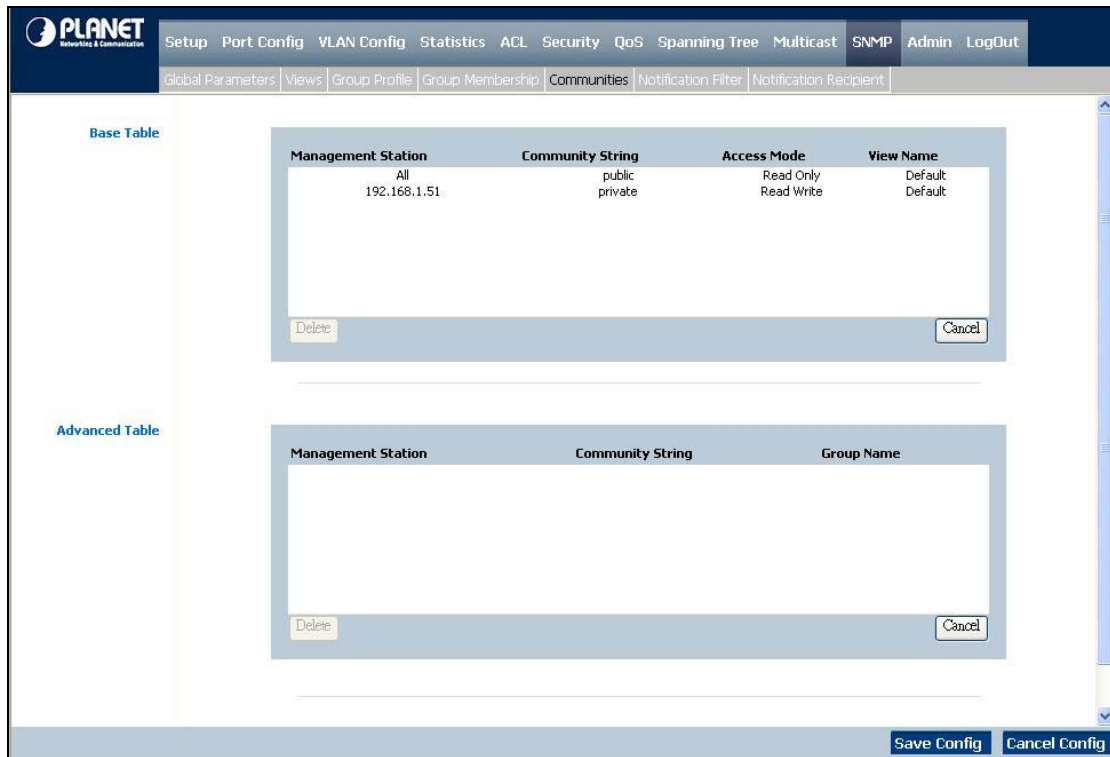 PLANET
Networking & Communication
Setup Port Config VLAN Config Statistics ACL Security QoS Spanning Tree Multicast SNMP Admin LogOut
Global Parameters Views Group Profile Group Membership Communities Notification Filter Notification Recipient
Base Table
Management Station Community String Access Mode View Name
All public Read Only Default
192.168.1.51 private Read Write Default
Delete Cancel
Advanced Table
Management Station Community String Group Name
Delete Cancel
Save Config Cancel Config